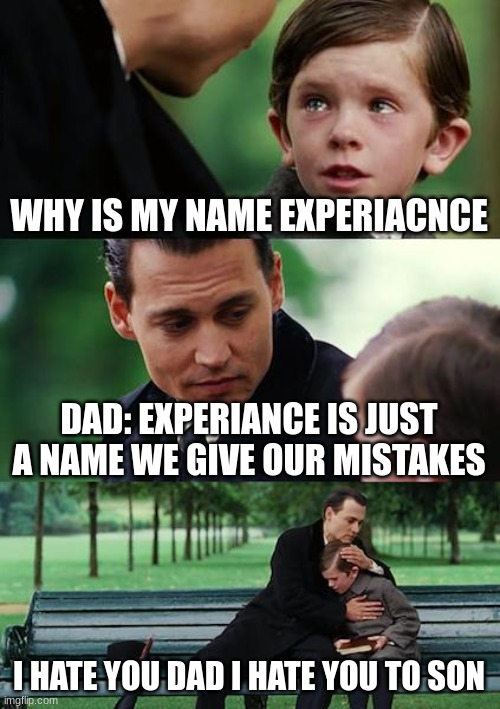 WHY IS MY NAME EXPERIACNCE
DAD: EXPERIANCE IS JUST
A NAME WE GIVE OUR MISTAKES
I HATE YOU DAD I HATE YOU TO SON
imgflip.com